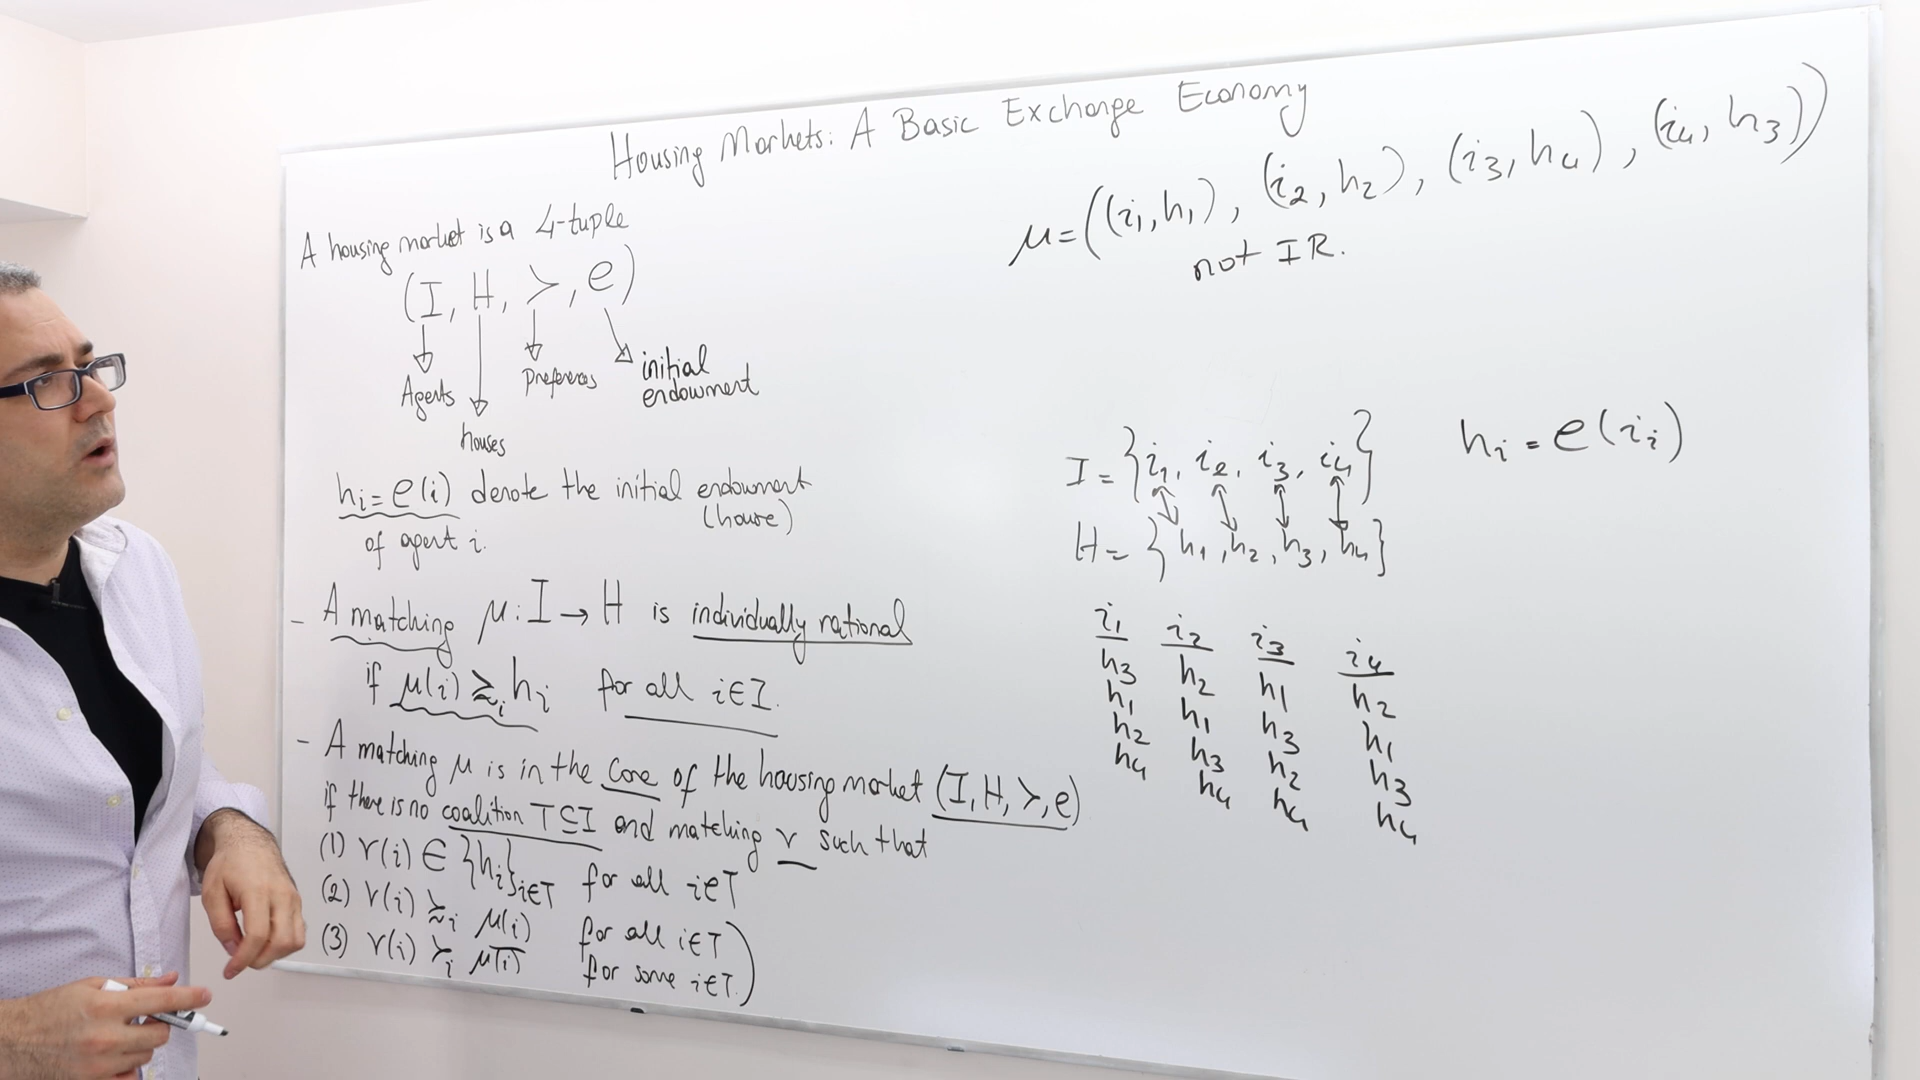 Housing Markets: A Basic Exchange Economy
A housing market is a 4-tuple
(I, H, ≻, e)
Agents
houses
Preferences
initial
endowment
hᵢ = e(i) denote the initial endowment
(house)
of agent i.
- A matching μ: I → H is individually rational
if μ(i) ≿ᵢ hᵢ for all i∈I.
- A matching μ is in the core of the housing market (I, H, ≻, e)
if there is no coalition T⊆I and matching ν such that
(1) ν(i) ∈ {hᵢ}ᵢ∈T for all i∈T
(2) ν(i) ≿ᵢ μ(i) for all i∈T
(3) ν(i) ≻ᵢ μ(i) for some i∈T.
μ = ((i₁, h₁), (i₂, h₂), (i₃, h₄), (i₄, h₃))
not IR.
I = {i₁, i₂, i₃, i₄}
H = {h₁, h₂, h₃, h₄}
hᵢ = e(iᵢ)
i₁ i₂ i₃ i₄
h₃ h₂ h₁ h₂
h₁ h₁ h₃ h₁
h₂ h₃ h₂ h₃
h₄ h₄ h₄ h₄